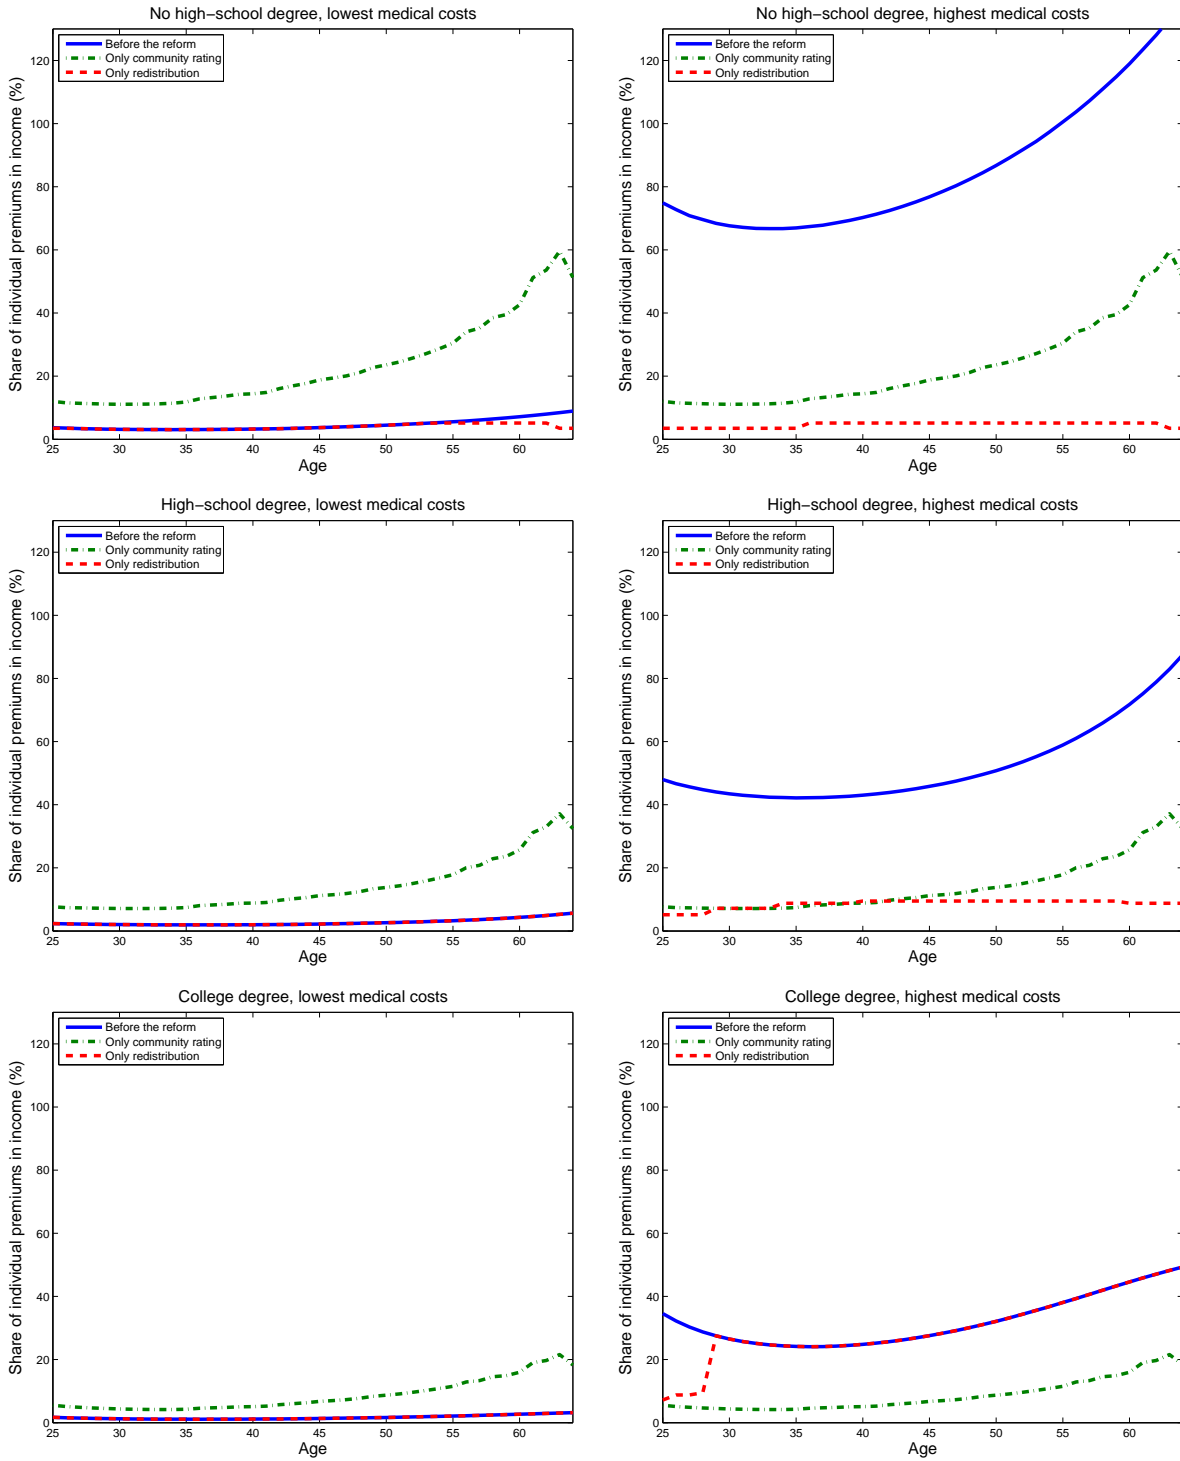 No high−school degree, lowest medical costs
Before the reform
Only community rating
Only redistribution
Share of individual premiums in income (%)
0
20
40
60
80
100
120
25 30 35 40 45 50 55 60
Age
No high−school degree, highest medical costs
Before the reform
Only community rating
Only redistribution
Share of individual premiums in income (%)
0
20
40
60
80
100
120
25 30 35 40 45 50 55 60
Age
High−school degree, lowest medical costs
Before the reform
Only community rating
Only redistribution
Share of individual premiums in income (%)
0
20
40
60
80
100
120
25 30 35 40 45 50 55 60
Age
High−school degree, highest medical costs
Before the reform
Only community rating
Only redistribution
Share of individual premiums in income (%)
0
20
40
60
80
100
120
25 30 35 40 45 50 55 60
Age
College degree, lowest medical costs
Before the reform
Only community rating
Only redistribution
Share of individual premiums in income (%)
0
20
40
60
80
100
120
25 30 35 40 45 50 55 60
Age
College degree, highest medical costs
Before the reform
Only community rating
Only redistribution
Share of individual premiums in income (%)
0
20
40
60
80
100
120
25 30 35 40 45 50 55 60
Age